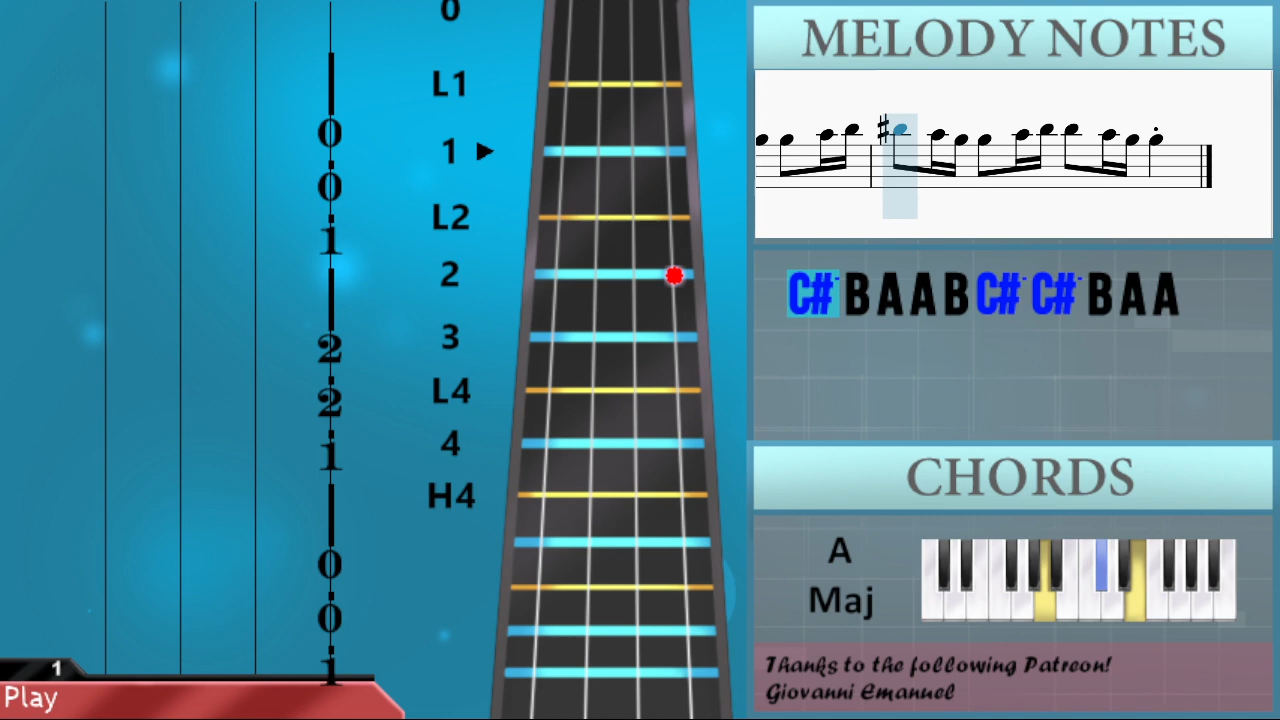 0
L1
1
L2
2
3
L4
4
H4
0
0
1
2
2
1
0
0
1
1
Play
MELODY NOTES
C#- B A A B C#- C#- B A A
CHORDS
A
Maj
Thanks to the following Patreon!
Giovanni Emanuel